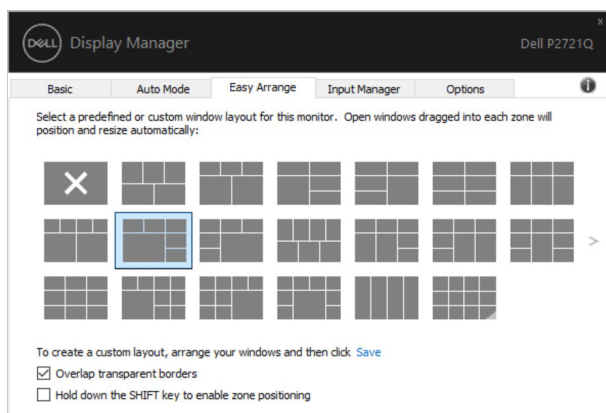 x
DELL Display Manager
Dell P2721Q
Basic Auto Mode Easy Arrange Input Manager Options
Select a predefined or custom window layout for this monitor. Open windows dragged into each zone will
position and resize automatically:
To create a custom layout, arrange your windows and then click Save
Overlap transparent borders
Hold down the SHIFT key to enable zone positioning